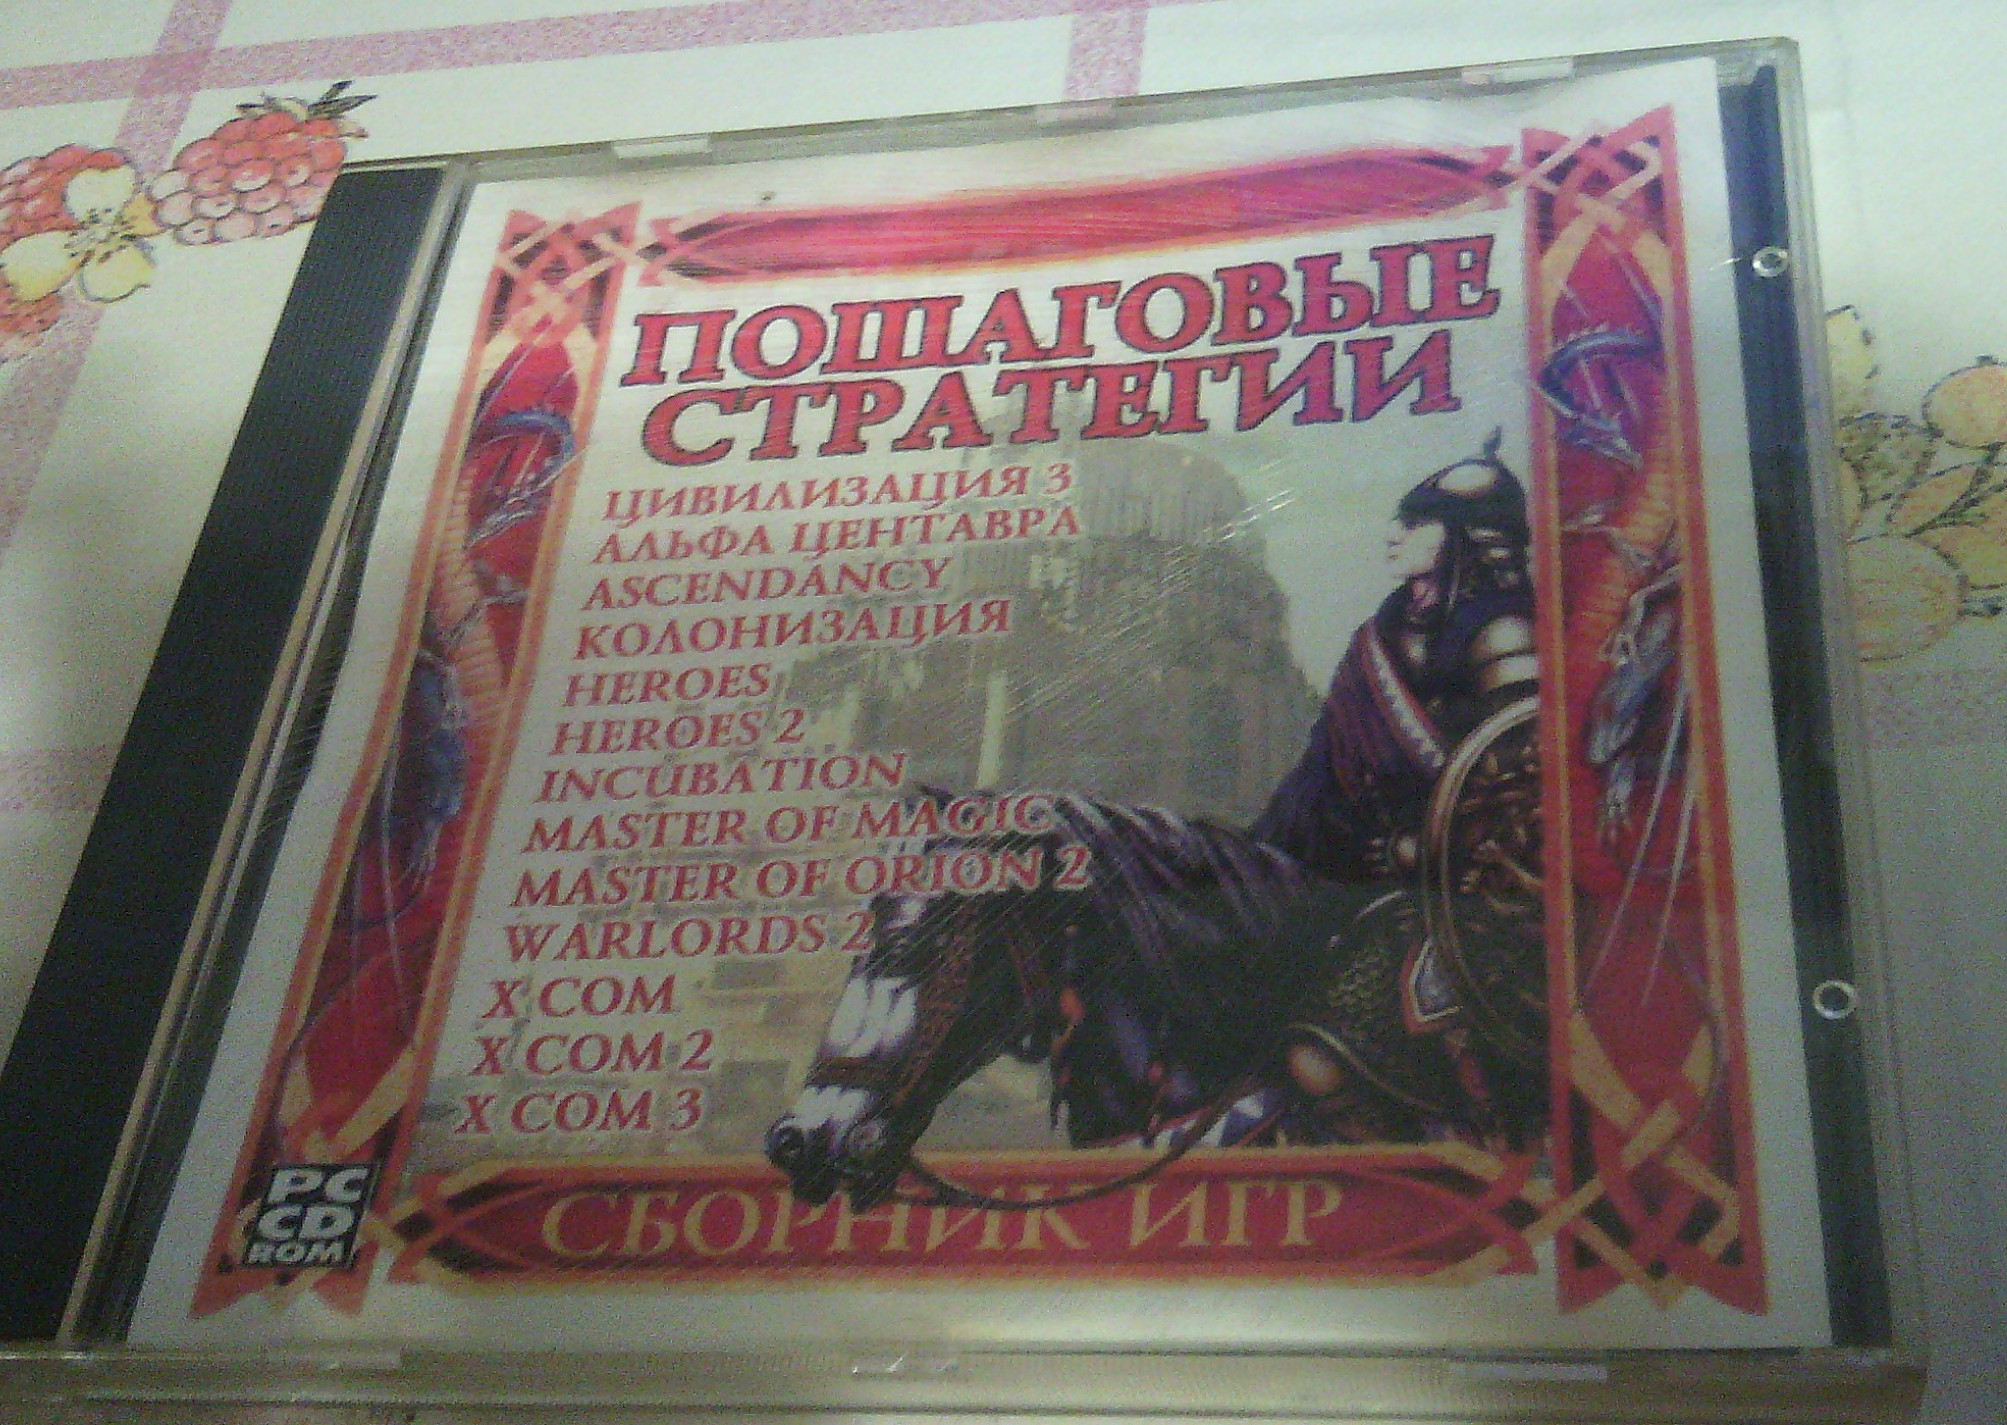 ПОШАГОВЫЕ
СТРАТЕГИИ
ЦИВИЛИЗАЦИЯ 3
АЛЬФА ЦЕНТАВРА
ASCENDANCY
КОЛОНИЗАЦИЯ
HEROES
HEROES 2
INCUBATION
MASTER OF MAGIC
MASTER OF ORION 2
WARLORDS 2
X COM
X COM 2
X COM 3
PC
CD
ROM
СБОРНИК ИГР